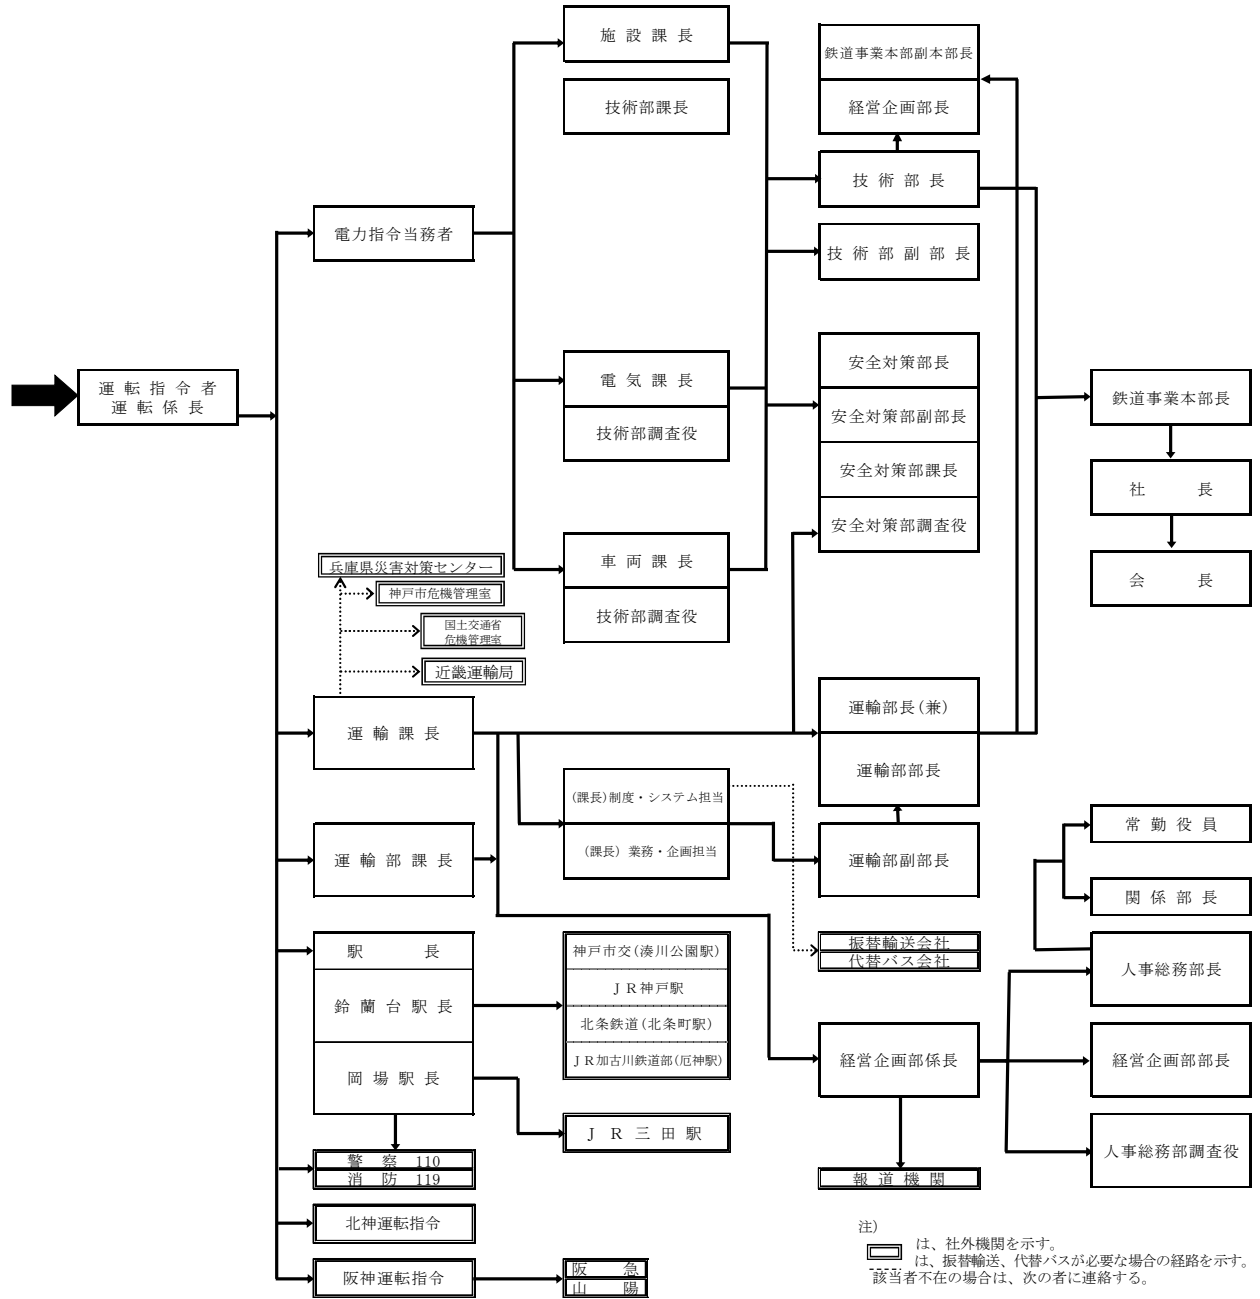 施設課長
技術部課長
鉄道事業本部副本部長
経営企画部長
技術部長
技術部副部長
電力指令当務者
運転指令者
運転係長
電気課長
技術部調査役
安全対策部長
安全対策部副部長
安全対策部課長
安全対策部調査役
鉄道事業本部長
社長
会長
車両課長
技術部調査役
兵庫県災害対策センター
神戸市危機管理室
国土交通省
危機管理室
近畿運輸局
運輸課長
運輸部長(兼)
運輸部部長
(課長)制度・システム担当
(課長) 業務・企画担当
運輸部副部長
運輸部課長
常勤役員
関係部長
人事総務部長
振替輸送会社
代替バス会社
駅長
鈴蘭台駅長
岡場駅長
神戸市交(湊川公園駅)
JR神戸駅
北条鉄道(北条町駅)
JR加古川鉄道部(厄神駅)
JR三田駅
経営企画部係長
経営企画部部長
人事総務部調査役
警察 110
消防 119
報道機関
北神運転指令
阪神運転指令
阪急
山陽
注)
は、社外機関を示す。
は、振替輸送、代替バスが必要な場合の経路を示す。
該当者不在の場合は、次の者に連絡する。